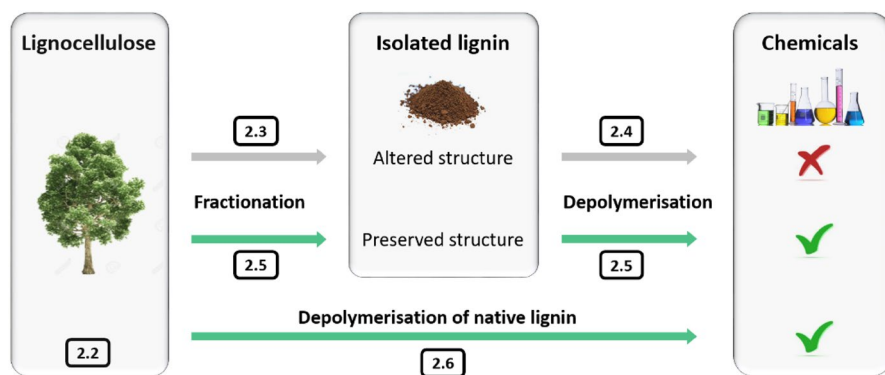 Lignocellulose
Isolated lignin
Chemicals
2.3
2.4
Altered structure
Fractionation
Depolymerisation
Preserved structure
2.5
2.5
Depolymerisation of native lignin
2.2
2.6